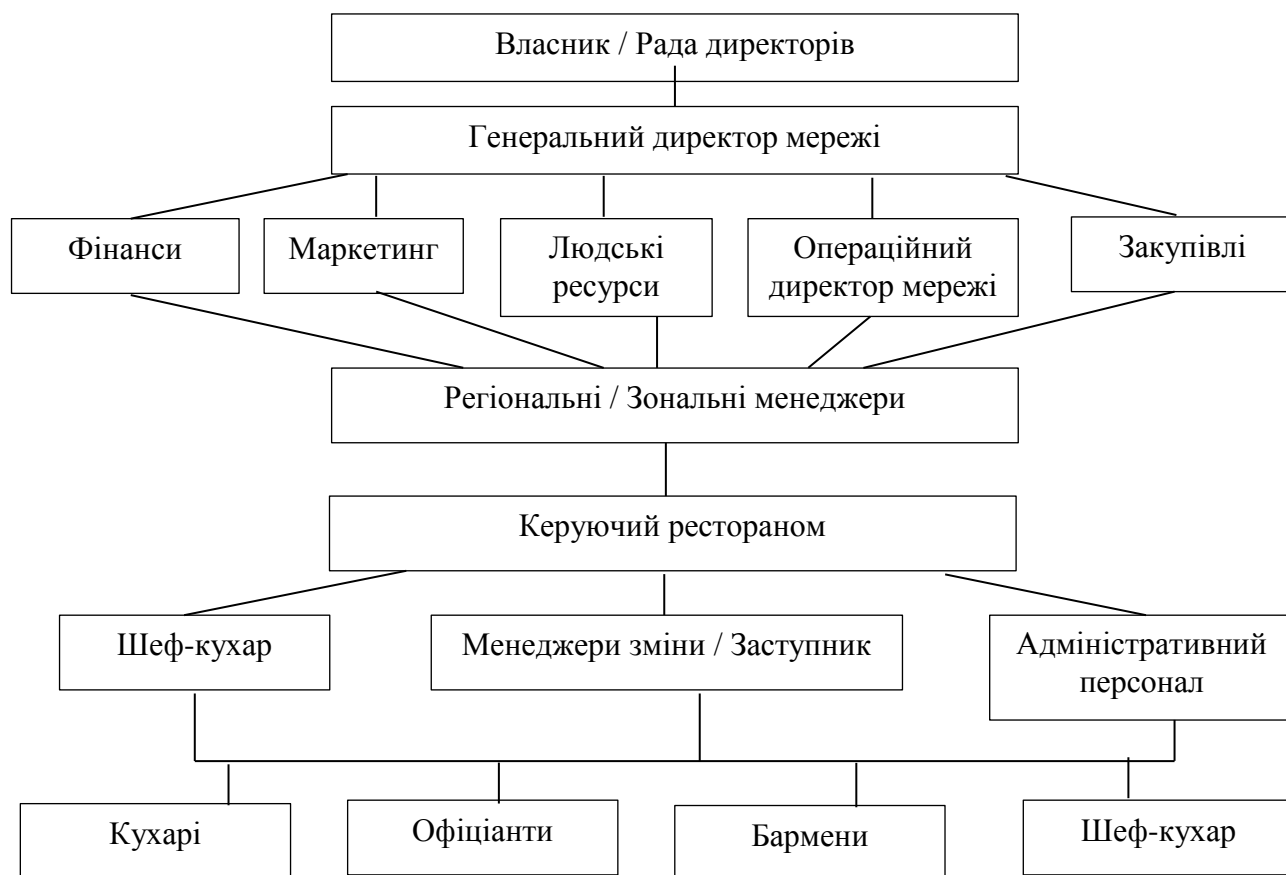 Власник / Рада директорів
Генеральний директор мережі
Фінанси
Маркетинг
Людські
ресурси
Операційний
директор мережі
Закупівлі
Регіональні / Зональні менеджери
Керуючий рестораном
Шеф-кухар
Менеджери зміни / Заступник
Адміністративний
персонал
Кухарі
Офіціанти
Бармени
Шеф-кухар